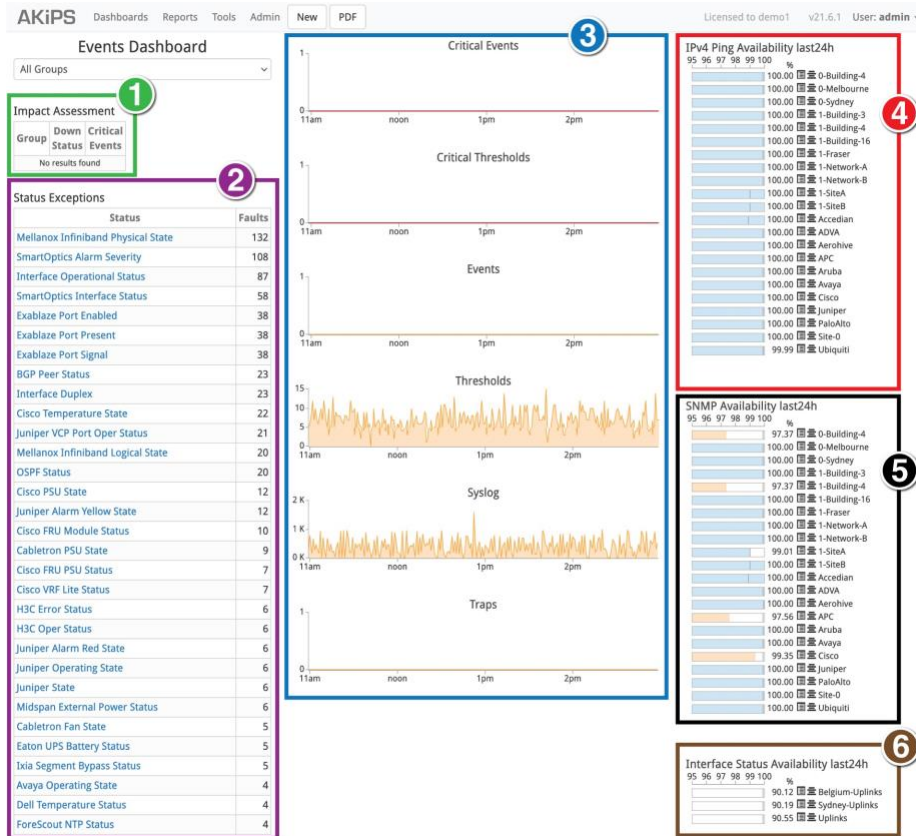 AKiPS Dashboards Reports Tools Admin New PDF Licensed to demo1 v21.6.1 User: admin
Events Dashboard
All Groups
1
Impact Assessment
Group Down Status Critical Events
No results found
2
Status Exceptions
Status Faults
Mellanox Infiniband Physical State 132
SmartOptics Alarm Severity 108
Interface Operational Status 87
SmartOptics Interface Status 58
Exablaze Port Enabled 38
Exablaze Port Present 38
Exablaze Port Signal 38
BGP Peer Status 23
Interface Duplex 23
Cisco Temperature State 22
Juniper VCP Port Oper Status 21
Mellanox Infiniband Logical State 20
OSPF Status 20
Cisco PSU State 12
Juniper Alarm Yellow State 12
Cisco FRU Module Status 10
Cabletron PSU State 9
Cisco FRU PSU Status 7
Cisco VRF Lite Status 7
H3C Error Status 6
H3C Oper Status 6
Juniper Alarm Red State 6
Juniper Operating State 6
Juniper State 6
Midspan External Power Status 6
Cabletron Fan State 5
Eaton UPS Battery Status 5
Ixia Segment Bypass Status 5
Avaya Operating State 4
Dell Temperature Status 4
ForeScout NTP Status 4
3
Critical Events
1
0
11am noon 1pm 2pm
Critical Thresholds
1
0
11am noon 1pm 2pm
Events
1
0
11am noon 1pm 2pm
Thresholds
15
10
5
0
11am noon 1pm 2pm
Syslog
2 K
1 K
0 K
11am noon 1pm 2pm
Traps
1
0
11am noon 1pm 2pm
4
IPv4 Ping Availability last24h
95 96 97 98 99 100 %
100.00 0-Building-4
100.00 0-Melbourne
100.00 0-Sydney
100.00 1-Building-3
100.00 1-Building-4
100.00 1-Building-16
100.00 1-Fraser
100.00 1-Network-A
100.00 1-Network-B
100.00 1-SiteA
100.00 1-SiteB
100.00 Accedian
100.00 ADVA
100.00 Aerohive
100.00 APC
100.00 Aruba
100.00 Avaya
100.00 Cisco
100.00 Juniper
100.00 PaloAlto
100.00 Site-0
99.99 Ubiquiti
5
SNMP Availability last24h
95 96 97 98 99 100 %
97.37 0-Building-4
100.00 0-Melbourne
100.00 0-Sydney
100.00 1-Building-3
97.37 1-Building-4
100.00 1-Building-16
100.00 1-Fraser
100.00 1-Network-A
100.00 1-Network-B
99.01 1-SiteA
100.00 1-SiteB
100.00 Accedian
100.00 ADVA
100.00 Aerohive
97.56 APC
100.00 Aruba
100.00 Avaya
99.35 Cisco
100.00 Juniper
100.00 PaloAlto
100.00 Site-0
100.00 Ubiquiti
6
Interface Status Availability last24h
95 96 97 98 99 100 %
90.12 Belgium-Uplinks
90.19 Sydney-Uplinks
90.55 Uplinks